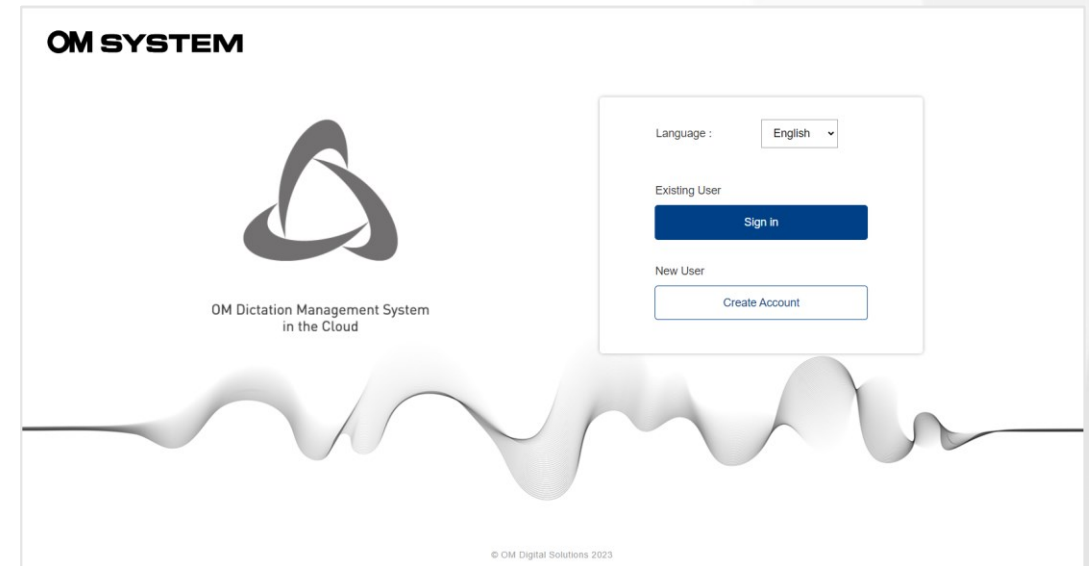 OM SYSTEM
OM Dictation Management System
in the Cloud
Language :
English
Existing User
Sign in
New User
Create Account
© OM Digital Solutions 2023